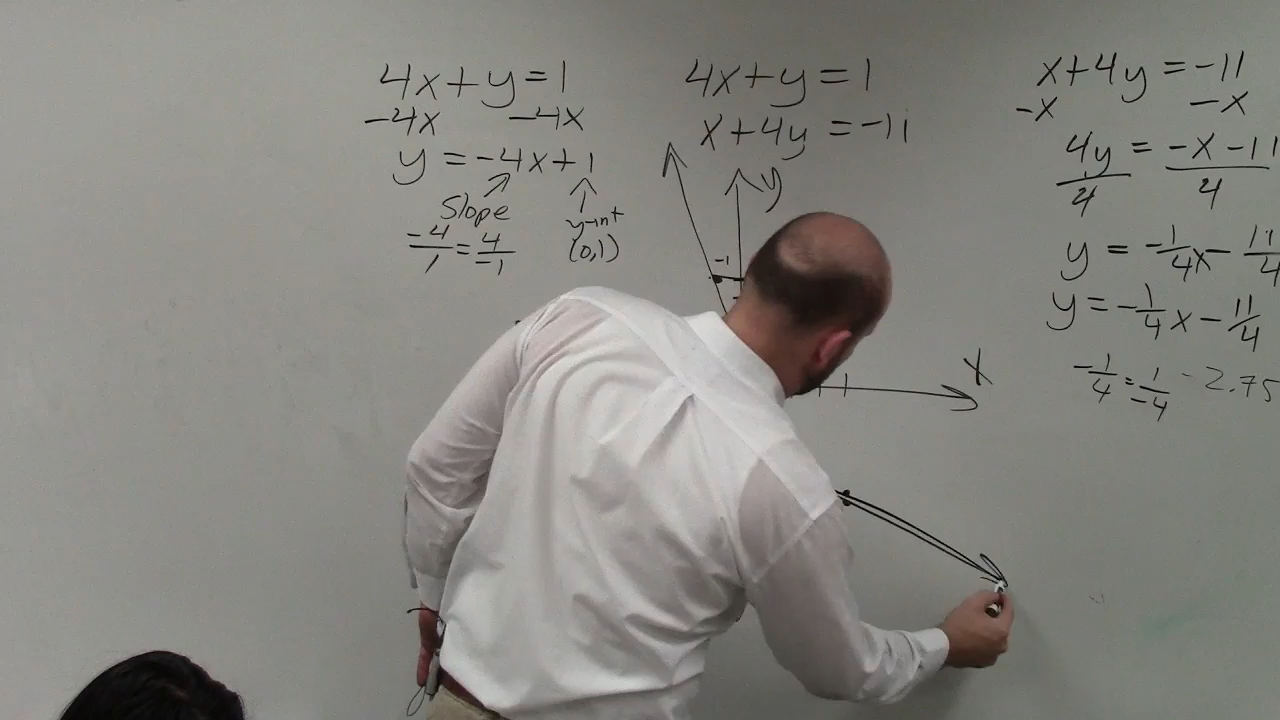 4x+y=1
-4x -4x
y=-4x+1
Slope y-int
-4/1=4/-1 (0,1)
4x+y=1
x+4y=-11
y
-1
x
x+4y=-11
-x -x
4y/4=-x-11/4
y=-1/4x-11/4
y=-1/4x-11/4
-1/4=1/-4 -2.75